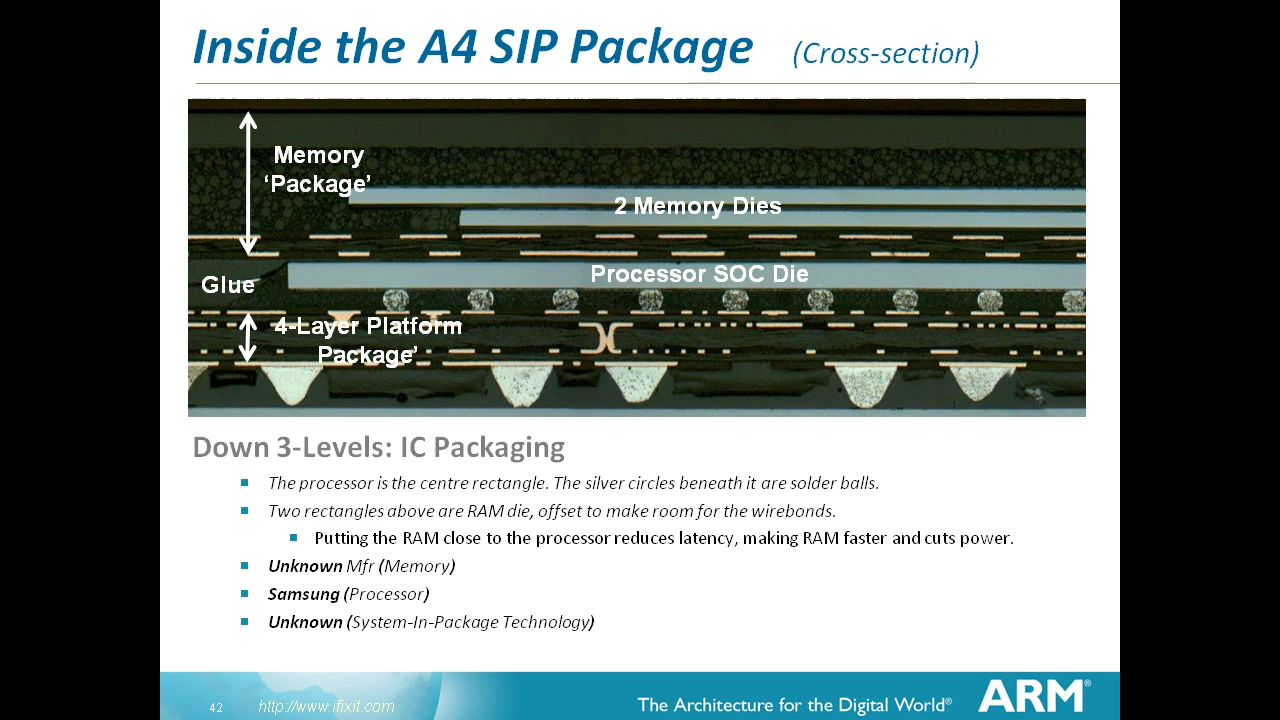 Inside the A4 SIP Package (Cross-section)
Memory
‘Package’
2 Memory Dies
Processor SOC Die
Glue
4-Layer Platform
Package’
Down 3-Levels: IC Packaging
The processor is the centre rectangle. The silver circles beneath it are solder balls.
Two rectangles above are RAM die, offset to make room for the wirebonds.
Putting the RAM close to the processor reduces latency, making RAM faster and cuts power.
Unknown Mfr (Memory)
Samsung (Processor)
Unknown (System-In-Package Technology)
42 http://www.ifixit.com The Architecture for the Digital World® ARM®